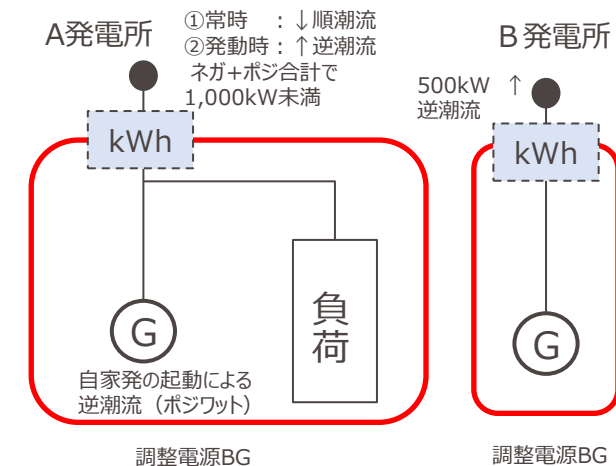 A発電所
①常時　：↓順潮流
②発動時：↑逆潮流
ネガ+ポジ合計で
1,000kW未満
kWh
G
負荷
自家発の起動による
逆潮流（ポジワット）
調整電源BG
B発電所
500kW ↑
逆潮流
kWh
G
調整電源BG